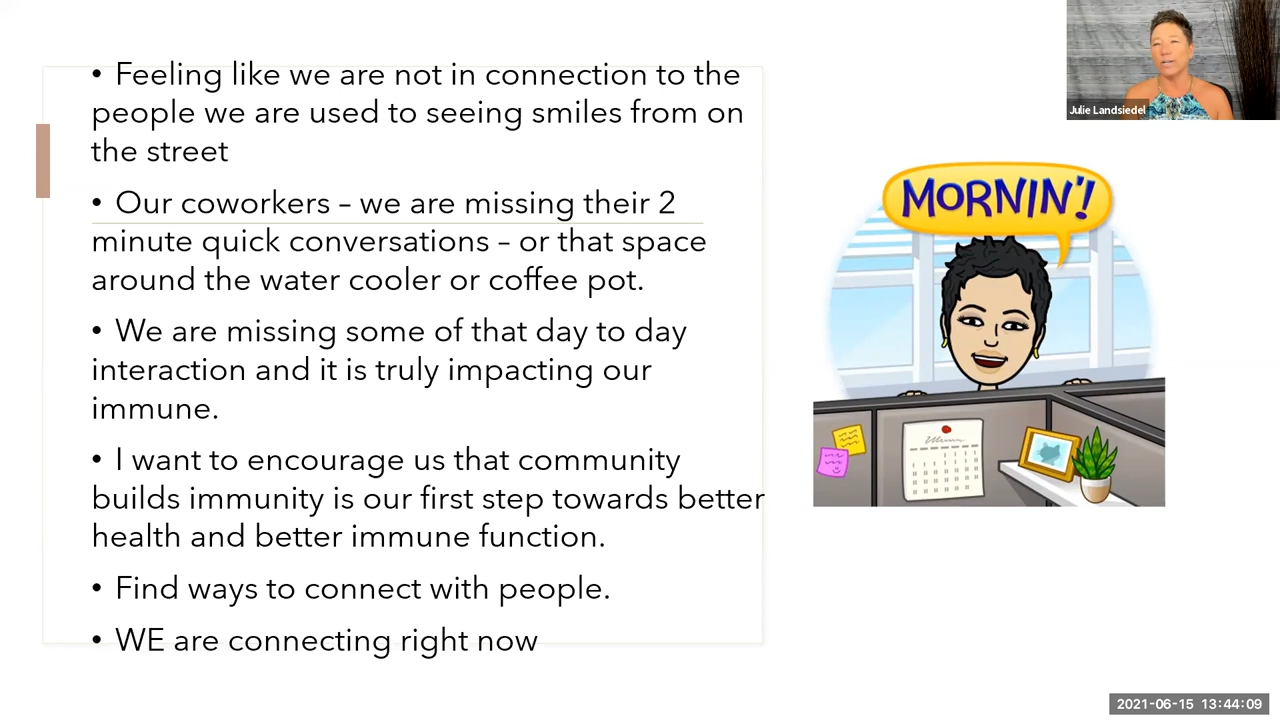 • Feeling like we are not in connection to the
people we are used to seeing smiles from on
the street
• Our coworkers – we are missing their 2
minute quick conversations – or that space
around the water cooler or coffee pot.
• We are missing some of that day to day
interaction and it is truly impacting our
immune.
• I want to encourage us that community
builds immunity is our first step towards better
health and better immune function.
• Find ways to connect with people.
• WE are connecting right now
Julie Landsiedel
MORNIN'!
2021-06-15 13:44:09